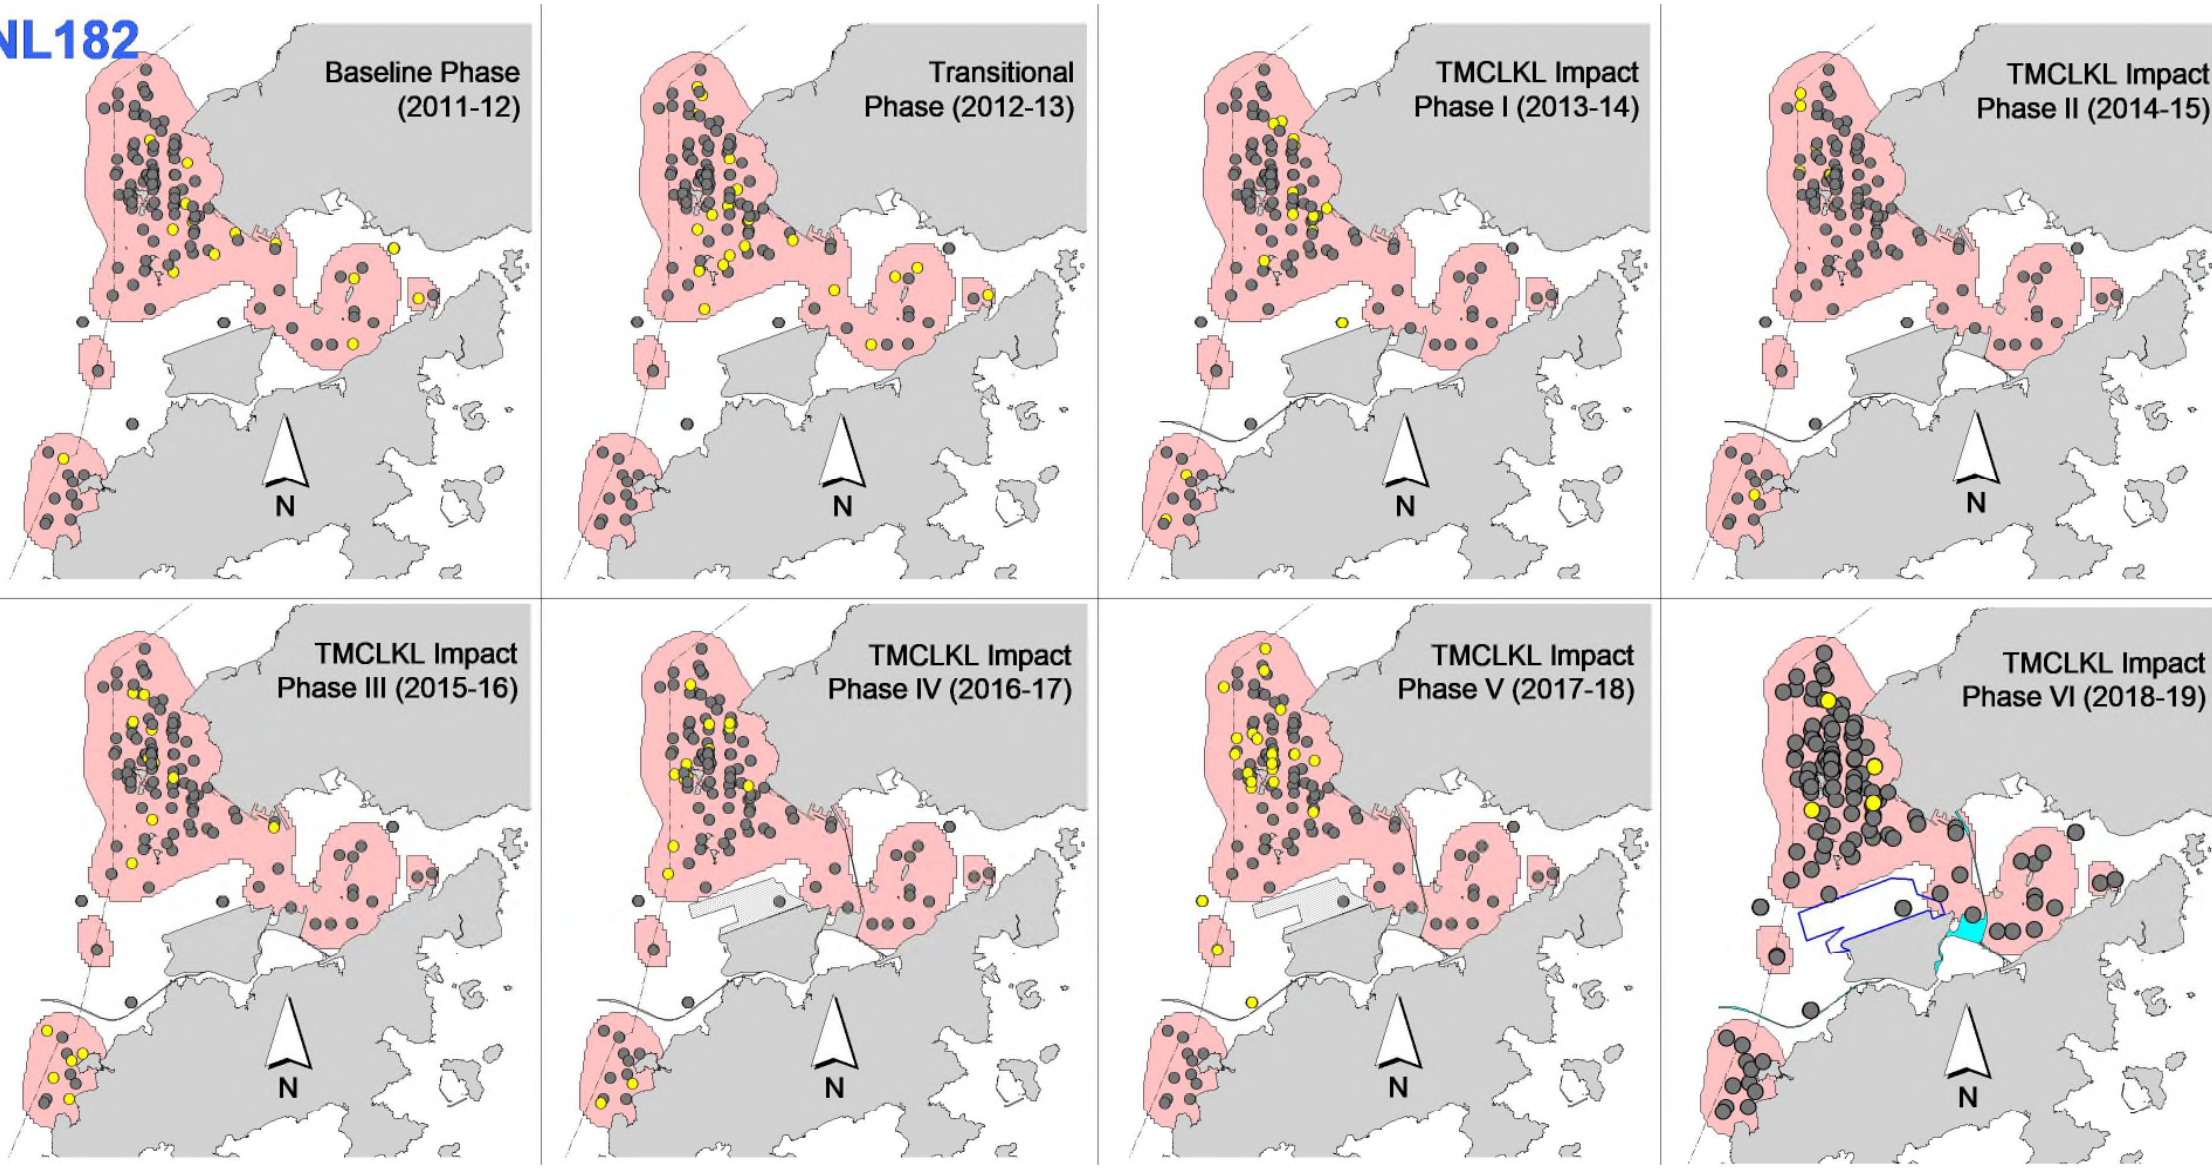 NL182
Baseline Phase
(2011-12)
Transitional
Phase (2012-13)
TMCLKL Impact
Phase I (2013-14)
TMCLKL Impact
Phase II (2014-15)
N
N
N
N
TMCLKL Impact
Phase III (2015-16)
TMCLKL Impact
Phase IV (2016-17)
TMCLKL Impact
Phase V (2017-18)
TMCLKL Impact
Phase VI (2018-19)
N
N
N
N